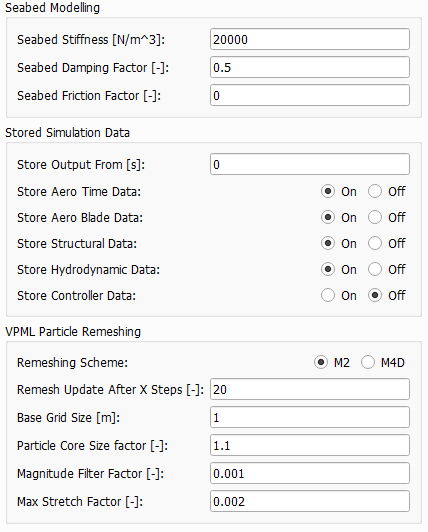 Seabed Modelling
Seabed Stiffness [N/m^3]: 20000
Seabed Damping Factor [-]: 0.5
Seabed Friction Factor [-]: 0
Stored Simulation Data
Store Output From [s]: 0
Store Aero Time Data: On Off
Store Aero Blade Data: On Off
Store Structural Data: On Off
Store Hydrodynamic Data: On Off
Store Controller Data: On Off
VPML Particle Remeshing
Remeshing Scheme: M2 M4D
Remesh Update After X Steps [-]: 20
Base Grid Size [m]: 1
Particle Core Size factor [-]: 1.1
Magnitude Filter Factor [-]: 0.001
Max Stretch Factor [-]: 0.002